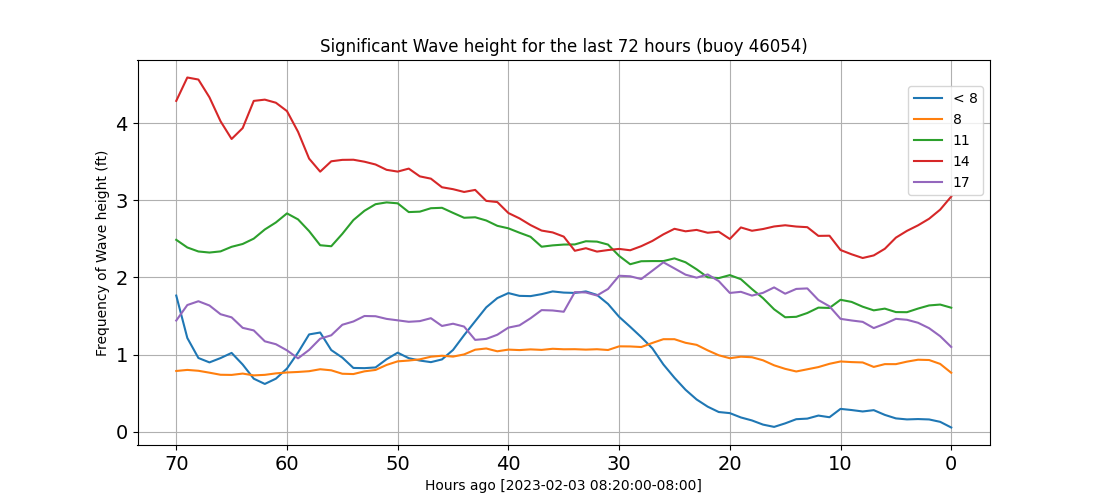 Significant Wave height for the last 72 hours (buoy 46054)
Frequency of Wave height (ft)
4
3
2
1
0
< 8
8
11
14
17
70 60 50 40 30 20 10 0
Hours ago [2023-02-03 08:20:00-08:00]